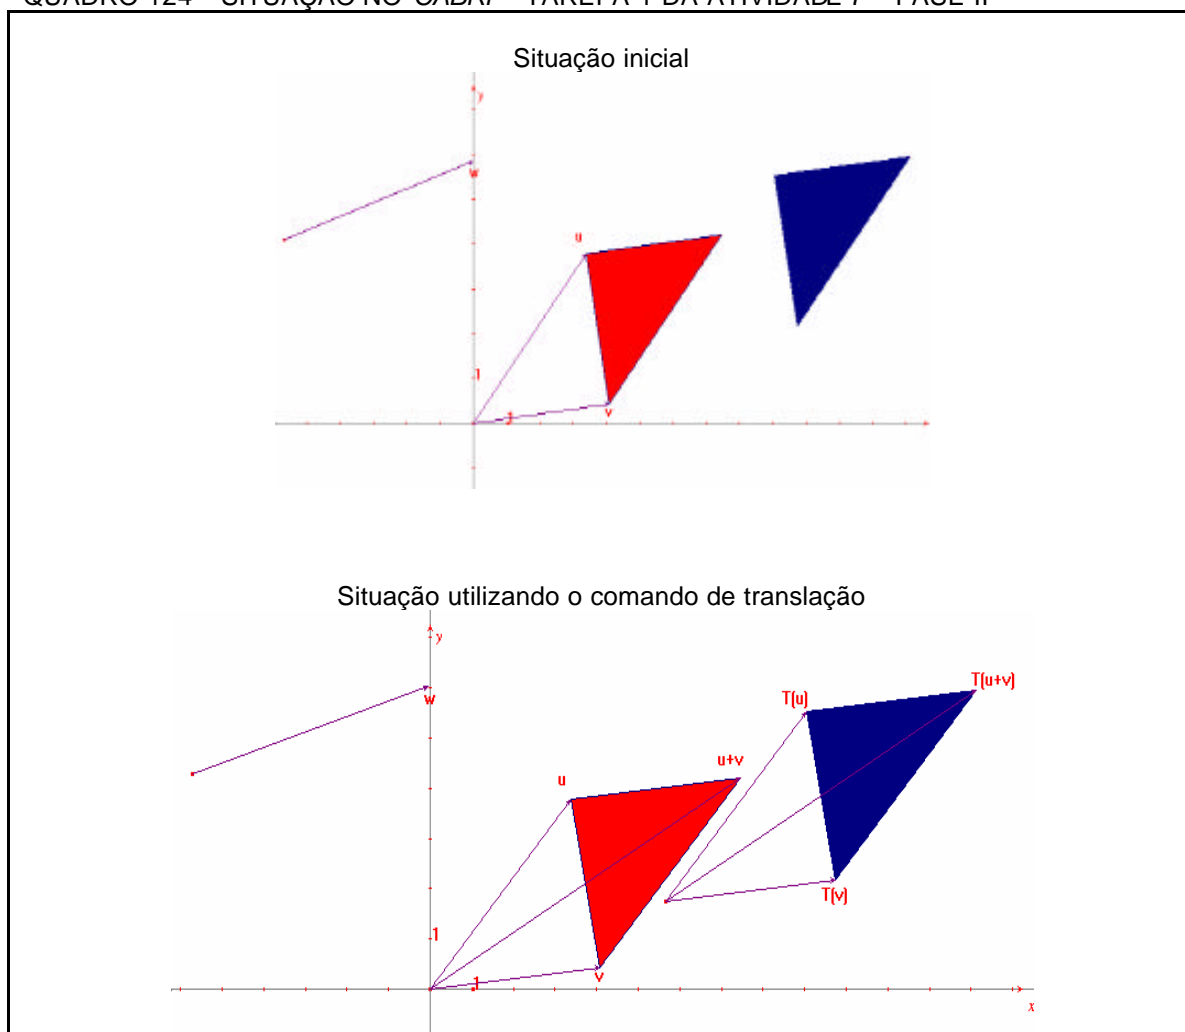 Situação inicial
y
w
u
1
v
1
Situação utilizando o comando de translação
y
w
T(u)
T(u+v)
u
u+v
T(v)
1
v
1
x